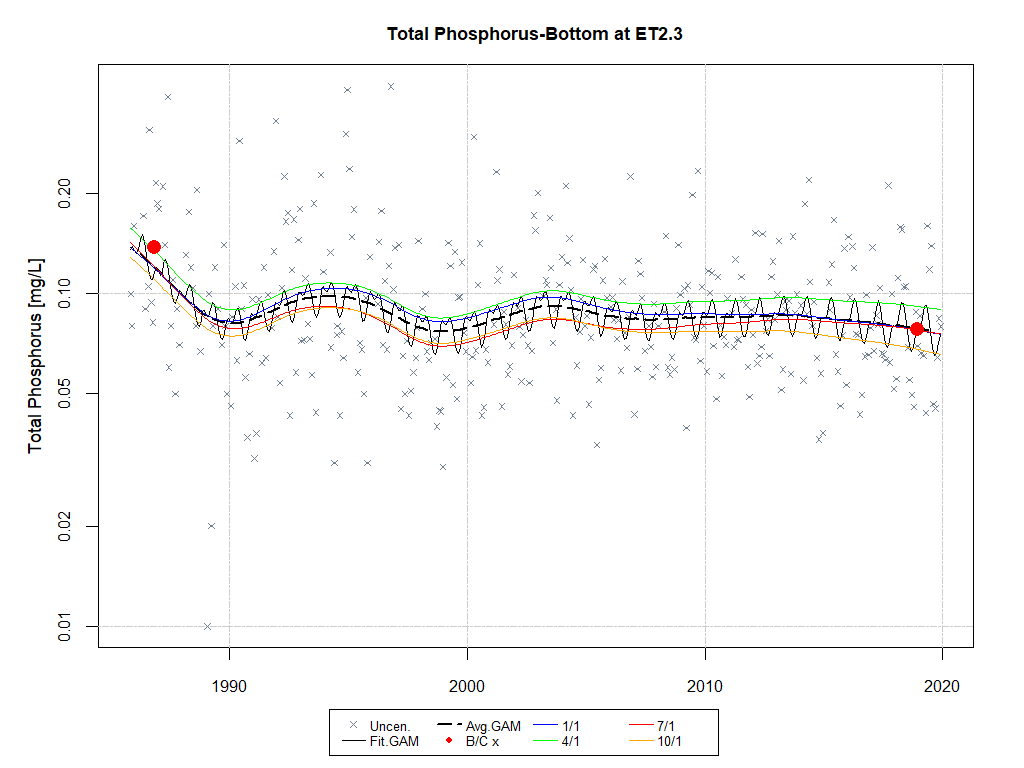 Total Phosphorus-Bottom at ET2.3
Total Phosphorus [mg/L]
0.20
0.10
0.05
0.02
0.01
1990 2000 2010 2020
Uncen. Avg.GAM 1/1 7/1
Fit.GAM B/C x 4/1 10/1